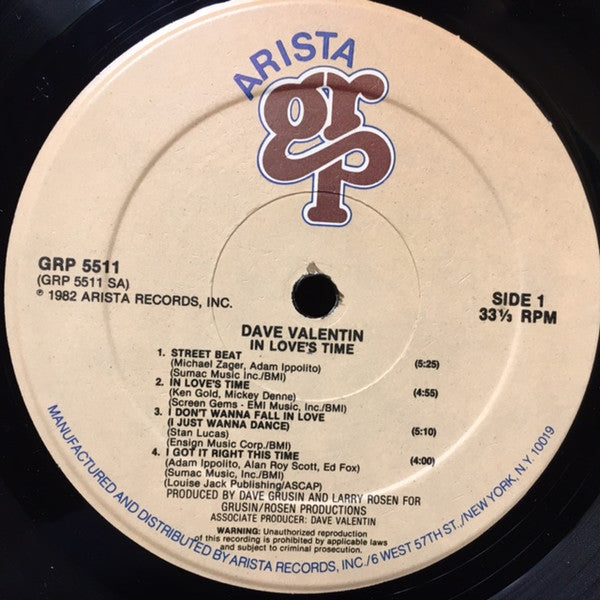 ARISTA
grp
GRP 5511
(GRP 5511 SA)
℗ 1982 ARISTA RECORDS, INC.
SIDE 1
33⅓ RPM
DAVE VALENTIN
IN LOVE'S TIME
1. STREET BEAT (5:25)
(Michael Zager, Adam Ippolito)
(Sumac Music Inc./BMI)
2. IN LOVE'S TIME (4:55)
(Ken Gold, Mickey Denne)
(Screen Gems - EMI Music, Inc./BMI)
3. I DON'T WANNA FALL IN LOVE
(I JUST WANNA DANCE) (5:10)
(Stan Lucas)
(Ensign Music Corp./BMI)
4. I GOT IT RIGHT THIS TIME (4:00)
(Adam Ippolito, Alan Roy Scott, Ed Fox)
(Sumac Music, Inc./BMI)
(Louise Jack Publishing/ASCAP)
PRODUCED BY DAVE GRUSIN AND LARRY ROSEN FOR
GRUSIN/ROSEN PRODUCTIONS
ASSOCIATE PRODUCER: DAVE VALENTIN
WARNING: Unauthorized reproduction
of this recording is prohibited by applicable laws
and subject to criminal prosecution.
MANUFACTURED AND DISTRIBUTED BY ARISTA RECORDS, INC./6 WEST 57TH ST./NEW YORK, N.Y. 10019